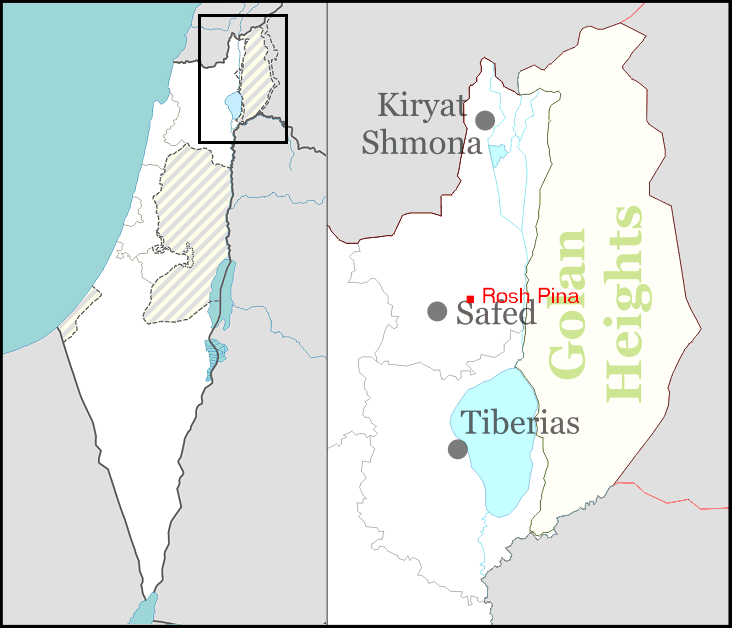 Kiryat
Shmona
Rosh Pina
Safed
Golan
Heights
Tiberias